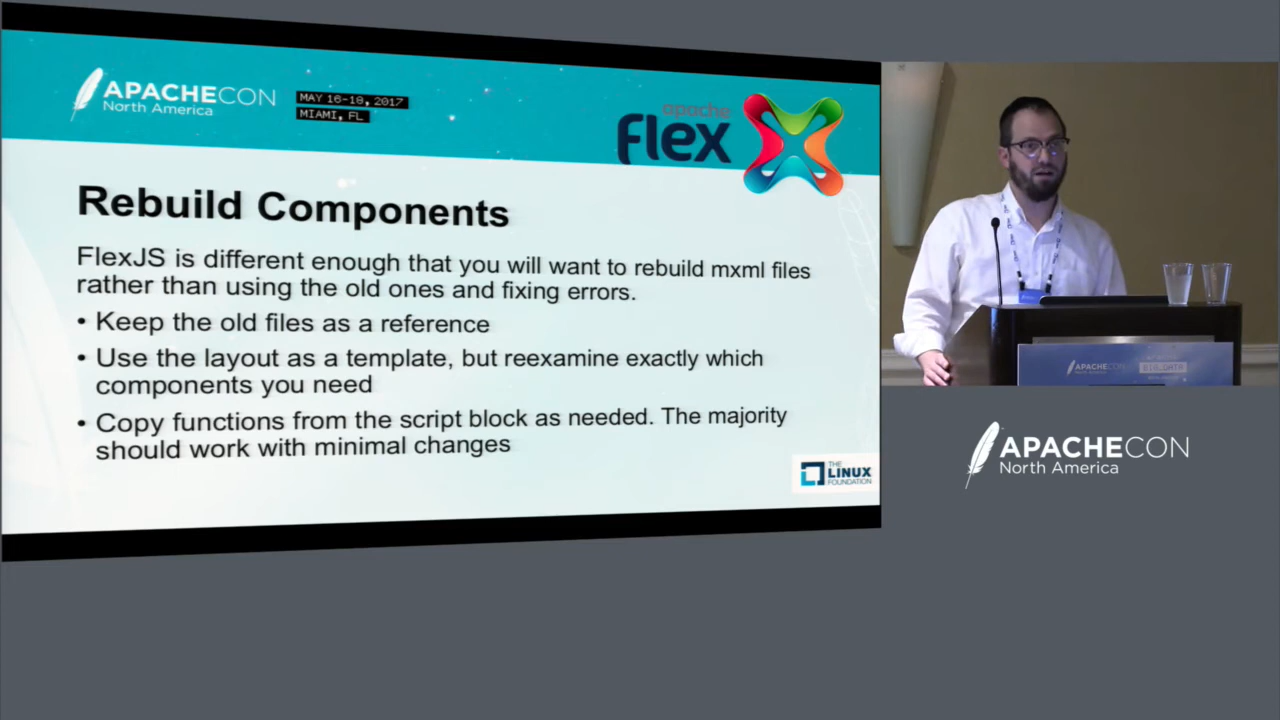 APACHECON
North America
MAY 16-18, 2017
MIAMI, FL
apache
flex
Rebuild Components
FlexJS is different enough that you will want to rebuild mxml files
rather than using the old ones and fixing errors.
• Keep the old files as a reference
• Use the layout as a template, but reexamine exactly which
components you need
• Copy functions from the script block as needed. The majority
should work with minimal changes
THE
LINUX
FOUNDATION
APACHECON
BIG_DATA
APACHECON
North America